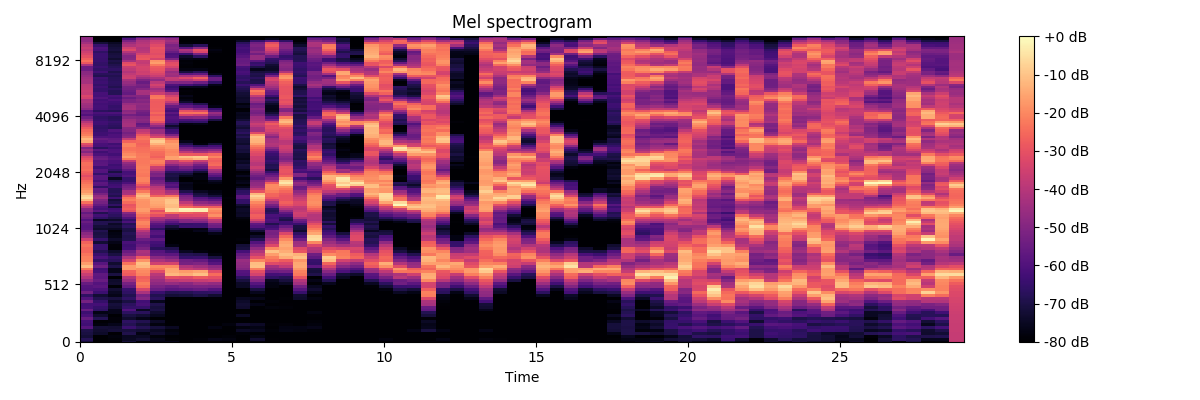 Mel spectrogram
Hz
8192
4096
2048
1024
512
0
0 5 10 15 20 25
Time
+0 dB
-10 dB
-20 dB
-30 dB
-40 dB
-50 dB
-60 dB
-70 dB
-80 dB